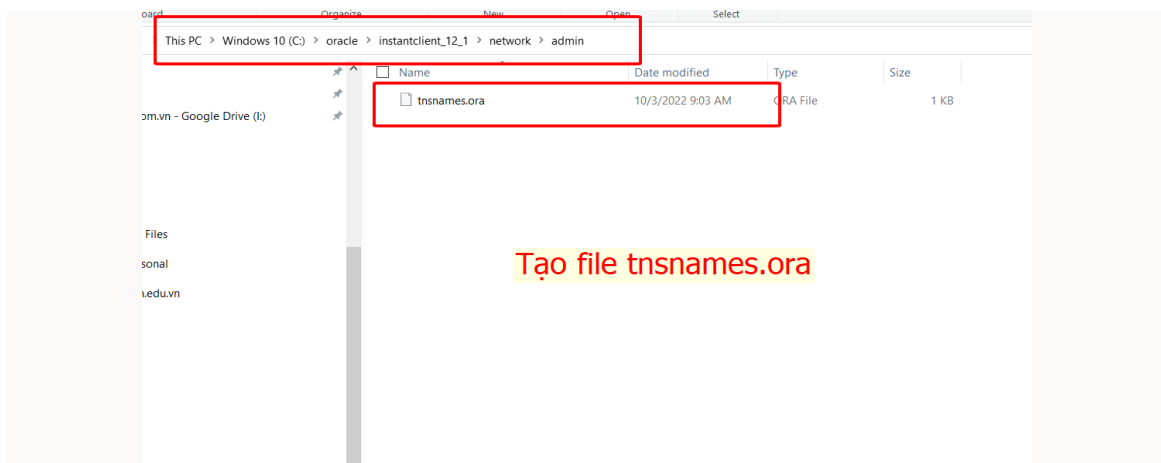 Organize New Open Select
This PC > Windows 10 (C:) > oracle > instantclient_12_1 > network > admin
Name Date modified Type Size
tnsnames.ora 10/3/2022 9:03 AM ORA File 1 KB
om.vn - Google Drive (I:)
Files
Tạo file tnsnames.ora
sonal
n.edu.vn